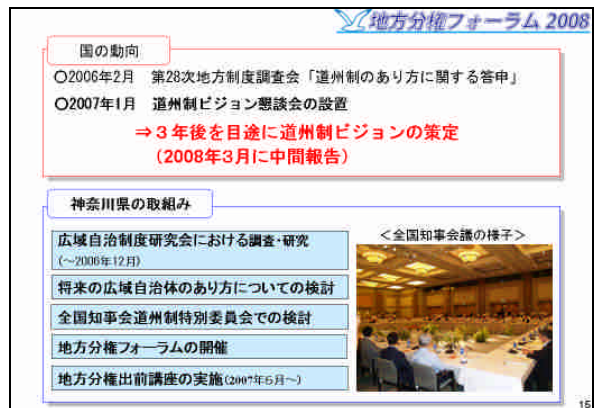 地方分権フォーラム 2008
国の動向
○2006年2月　第28次地方制度調査会「道州制のあり方に関する答申」
○2007年1月　道州制ビジョン懇談会の設置
⇒３年後を目途に道州制ビジョンの策定
(2008年3月に中間報告)
神奈川県の取組み
広域自治制度研究会における調査・研究
(～2006年12月)
将来の広域自治体のあり方についての検討
全国知事会道州制特別委員会での検討
地方分権フォーラムの開催
地方分権出前講座の実施(2007年6月～)
＜全国知事会議の様子＞
15